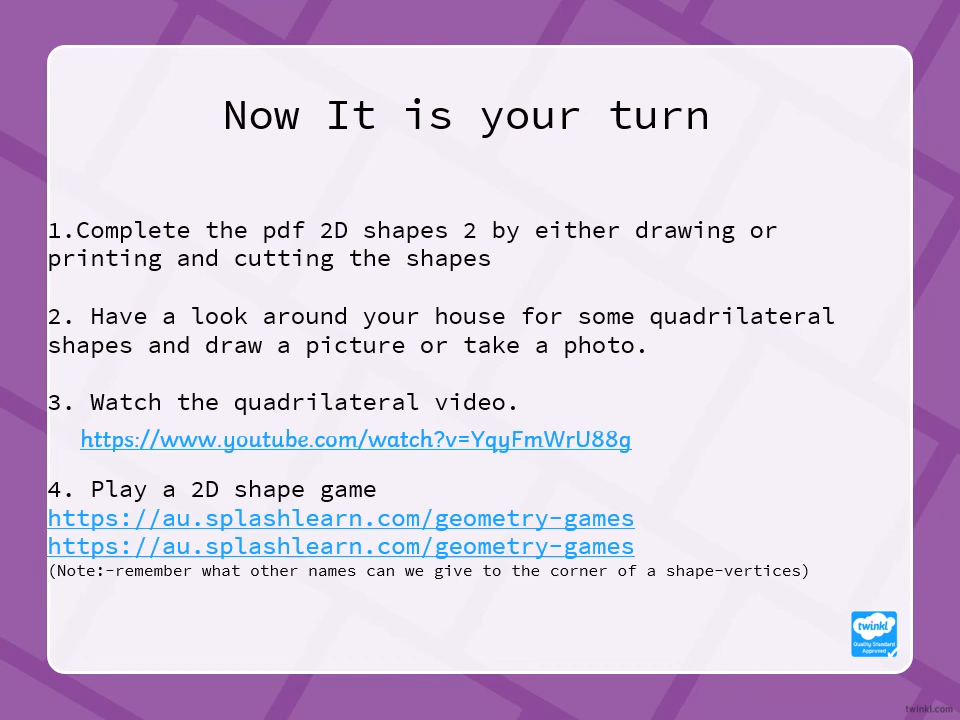 Now It is your turn
1.Complete the pdf 2D shapes 2 by either drawing or
printing and cutting the shapes
2. Have a look around your house for some quadrilateral
shapes and draw a picture or take a photo.
3. Watch the quadrilateral video.
https://www.youtube.com/watch?v=YqyFmWrU88g
4. Play a 2D shape game
https://au.splashlearn.com/geometry-games
https://au.splashlearn.com/geometry-games
(Note:-remember what other names can we give to the corner of a shape-vertices)
twinkl
Quality Standard
Approved
twinkl.com